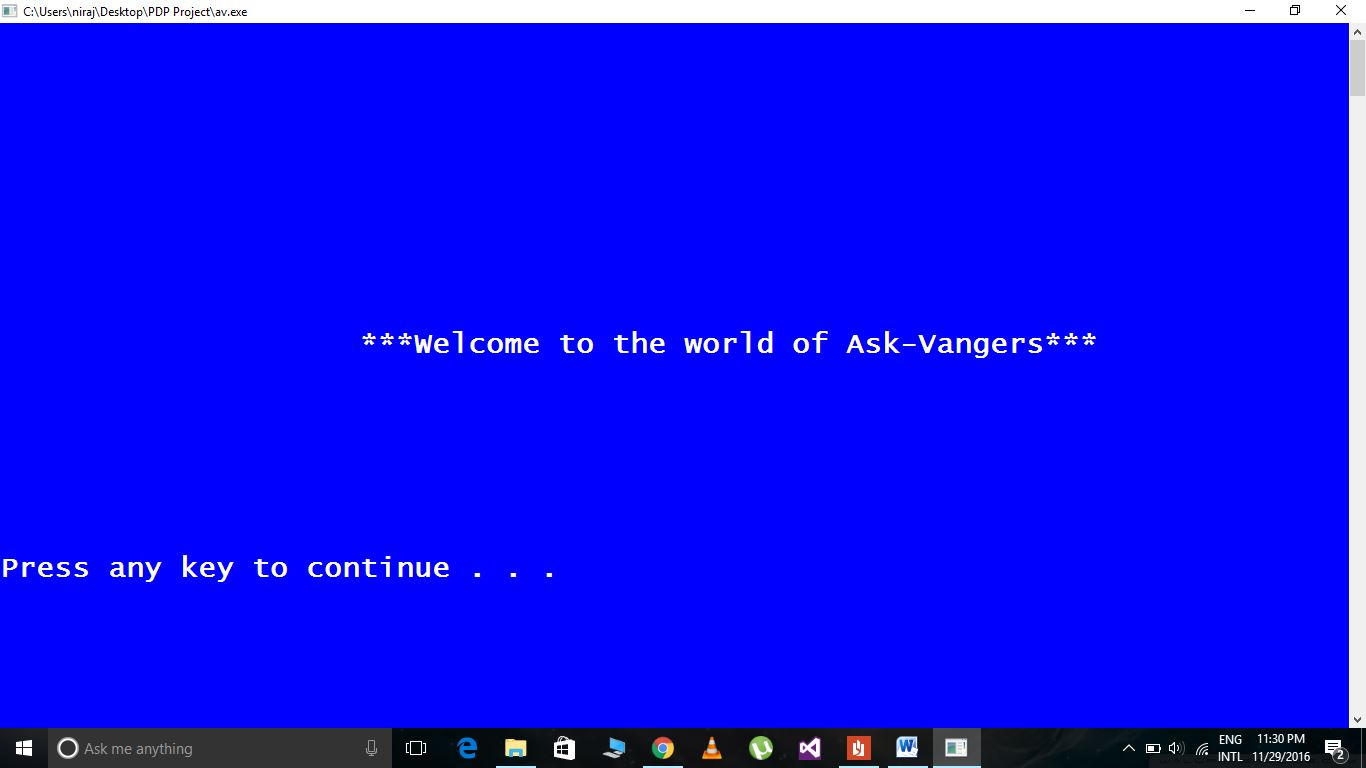 C:\Users\niraj\Desktop\PDP Project\av.exe
***Welcome to the world of Ask-Vangers***
Press any key to continue . . .
Ask me anything
ENG
INTL
11:30 PM
11/29/2016
2